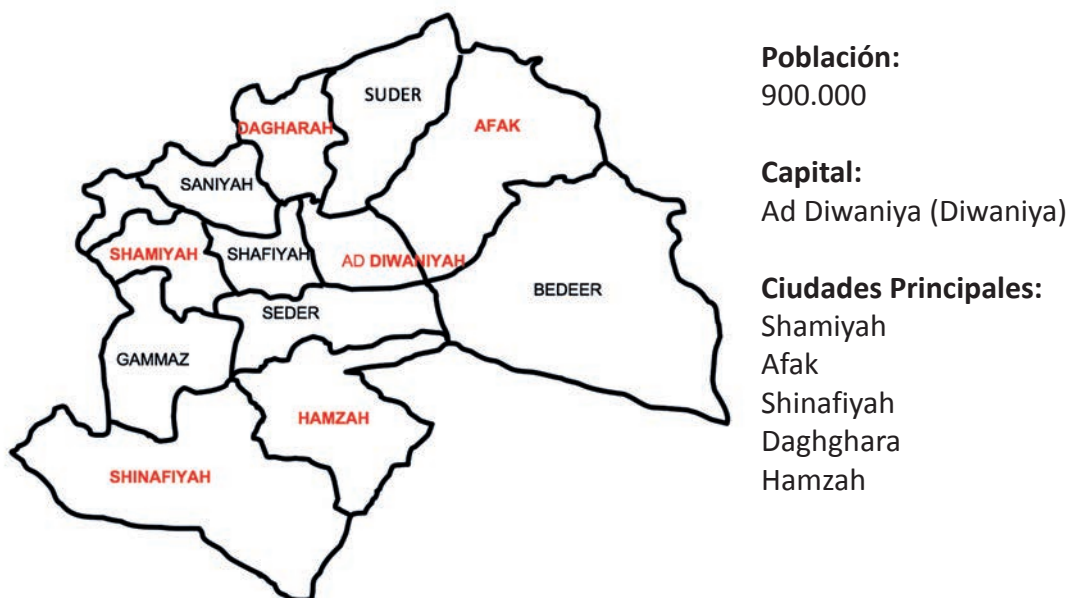 SUDER
DAGHARAH
AFAK
SANIYAH
SHAMIYAH
SHAFIYAH
AD DIWANIYAH
BEDEER
SEDER
GAMMAZ
HAMZAH
SHINAFIYAH
Población:
900.000
Capital:
Ad Diwaniya (Diwaniya)
Ciudades Principales:
Shamiyah
Afak
Shinafiyah
Daghghara
Hamzah